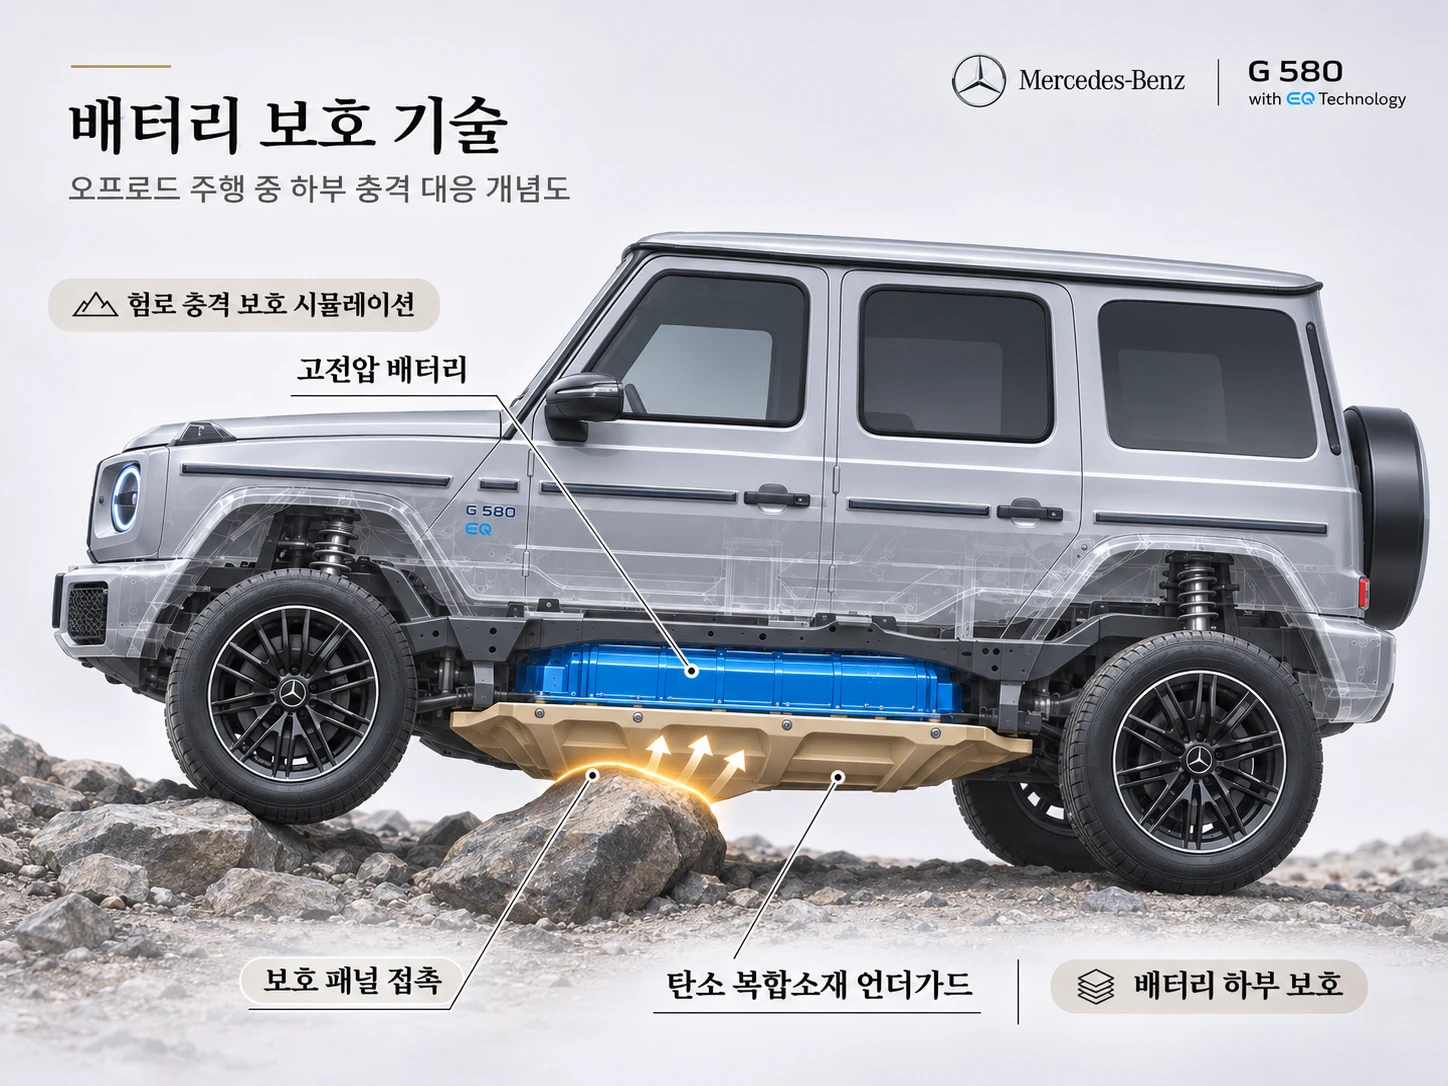 배터리 보호 기술
오프로드 주행 중 하부 충격 대응 개념도
Mercedes-Benz
G 580
with EQ Technology
험로 충격 보호 시뮬레이션
고전압 배터리
G 580
EQ
보호 패널 접촉
탄소 복합소재 언더가드
배터리 하부 보호